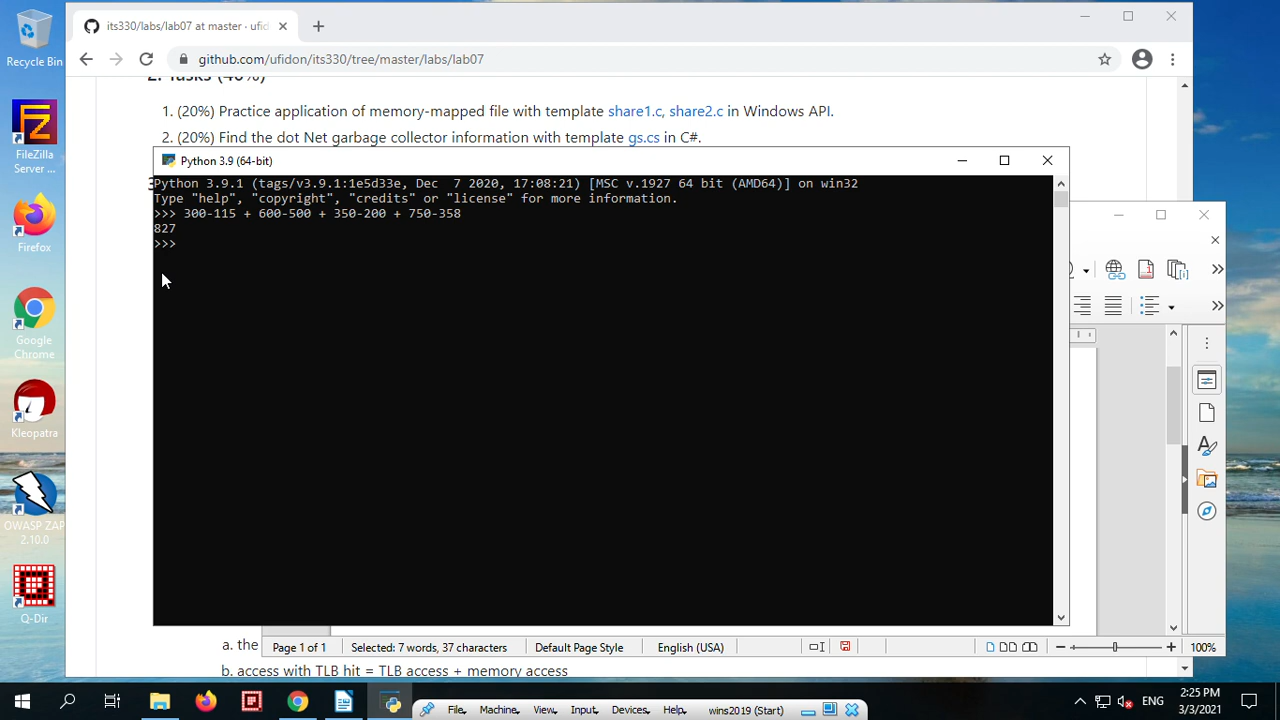 its330/labs/lab07 at master · ufid
github.com/ufidon/its330/tree/master/labs/lab07
1. (20%) Practice application of memory-mapped file with template share1.c, share2.c in Windows API.
2. (20%) Find the dot Net garbage collector information with template gs.cs in C#.
Python 3.9 (64-bit)
Python 3.9.1 (tags/v3.9.1:1e5d33e, Dec  7 2020, 17:08:21) [MSC v.1927 64 bit (AMD64)] on win32
Type "help", "copyright", "credits" or "license" for more information.
>>> 300-115 + 600-500 + 350-200 + 750-358
827
>>>
a. the
Page 1 of 1 Selected: 7 words, 37 characters Default Page Style English (USA) 100%
b. access with TLB hit = TLB access + memory access
Recycle Bin
FileZilla
Server ...
Firefox
Google
Chrome
Kleopatra
OWASP ZAP
2.10.0
Q-Dir
File Machine View Input Devices Help wins2019 (Start)
ENG
2:25 PM
3/3/2021